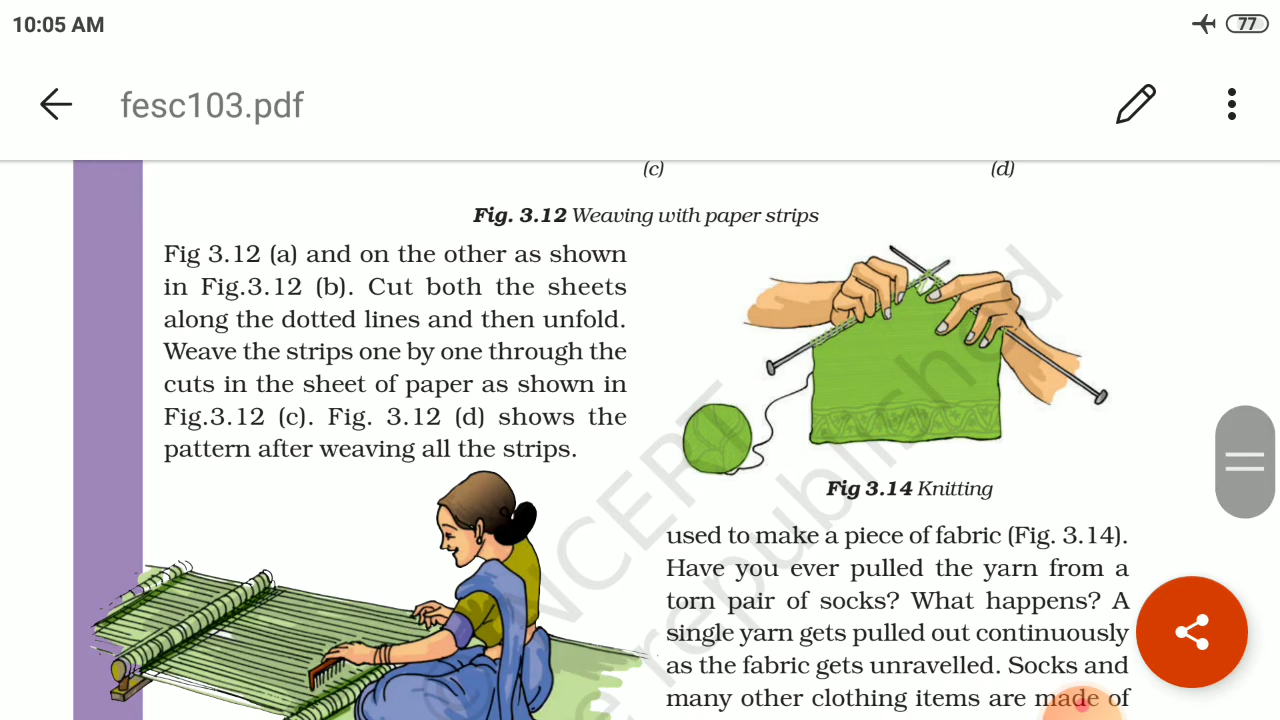 10:05 AM
77
fesc103.pdf
(c)
(d)
Fig. 3.12 Weaving with paper strips
Fig 3.12 (a) and on the other as shown
in Fig.3.12 (b). Cut both the sheets
along the dotted lines and then unfold.
Weave the strips one by one through the
cuts in the sheet of paper as shown in
Fig.3.12 (c). Fig. 3.12 (d) shows the
pattern after weaving all the strips.
Fig 3.14 Knitting
used to make a piece of fabric (Fig. 3.14).
Have you ever pulled the yarn from a
torn pair of socks? What happens? A
single yarn gets pulled out continuously
as the fabric gets unravelled. Socks and
many other clothing items are made of
NCERT
republished